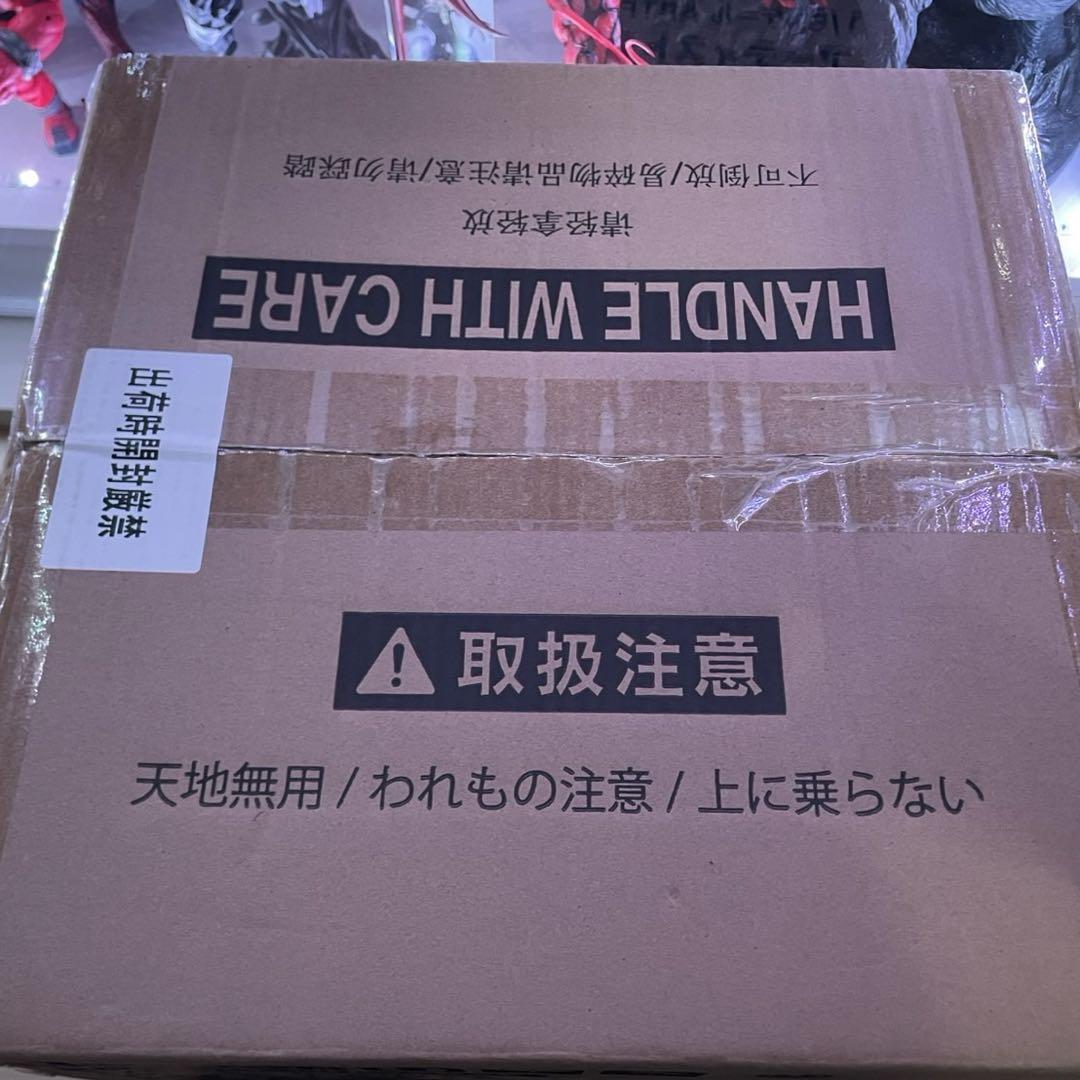 不可倒放/易碎物品请注意/请勿踩踏
请轻拿轻放
HANDLE WITH CARE
出荷時開封厳禁
取扱注意
天地無用/われもの注意/上に乗らない